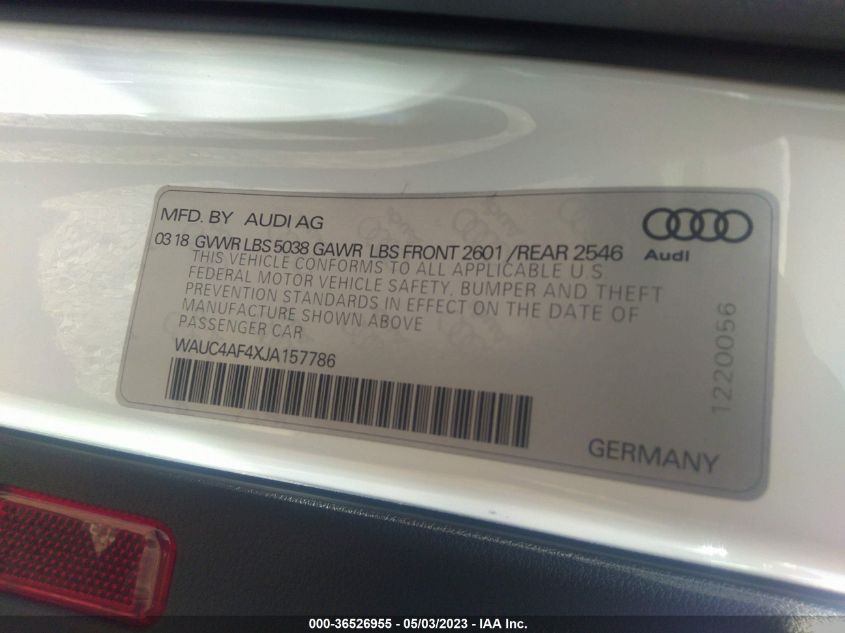 MFD. BY AUDI AG
Audi
03 18 GVWR LBS 5038 GAWR LBS FRONT 2601 /REAR 2546
THIS VEHICLE CONFORMS TO ALL APPLICABLE U S
FEDERAL MOTOR VEHICLE SAFETY, BUMPER AND THEFT
PREVENTION STANDARDS IN EFFECT ON THE DATE OF
MANUFACTURE SHOWN ABOVE
PASSENGER CAR
WAUC4AF4XJA157786
1220056
GERMANY
000-36526955 — 05/03/2023 — IAA Inc.